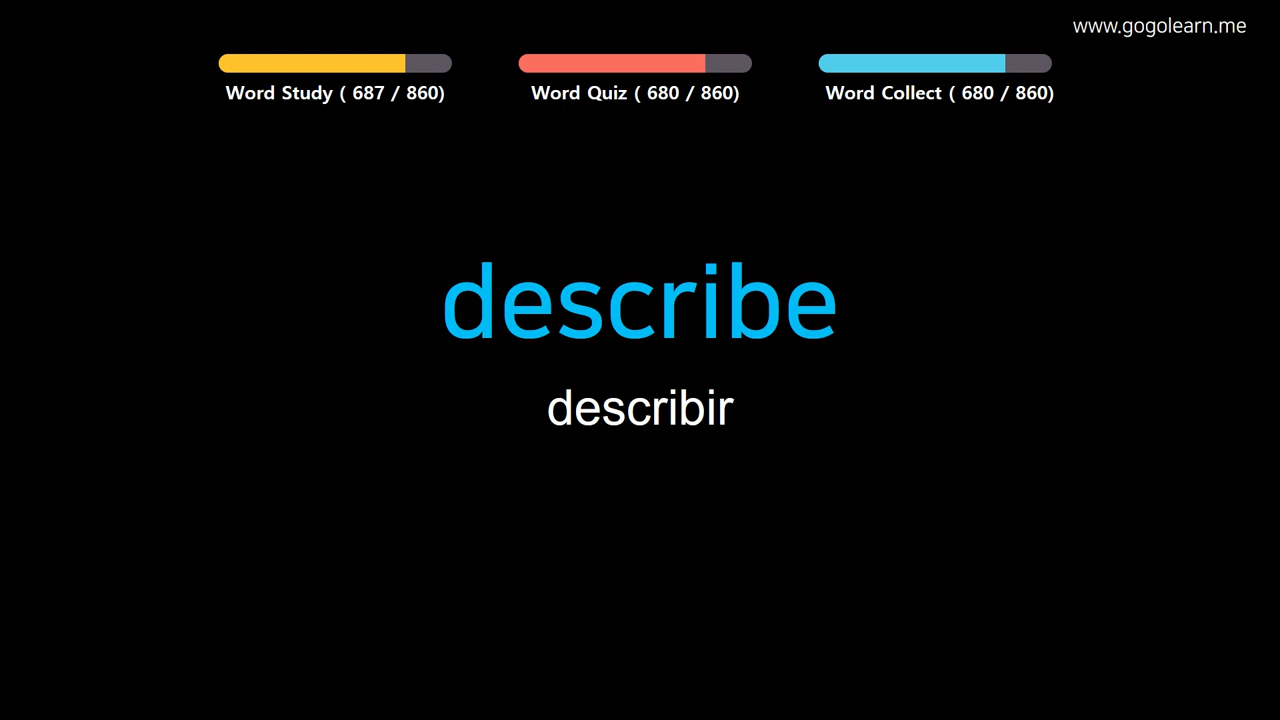 www.gogolearn.me
Word Study ( 687 / 860)
Word Quiz ( 680 / 860)
Word Collect ( 680 / 860)
describe
describir